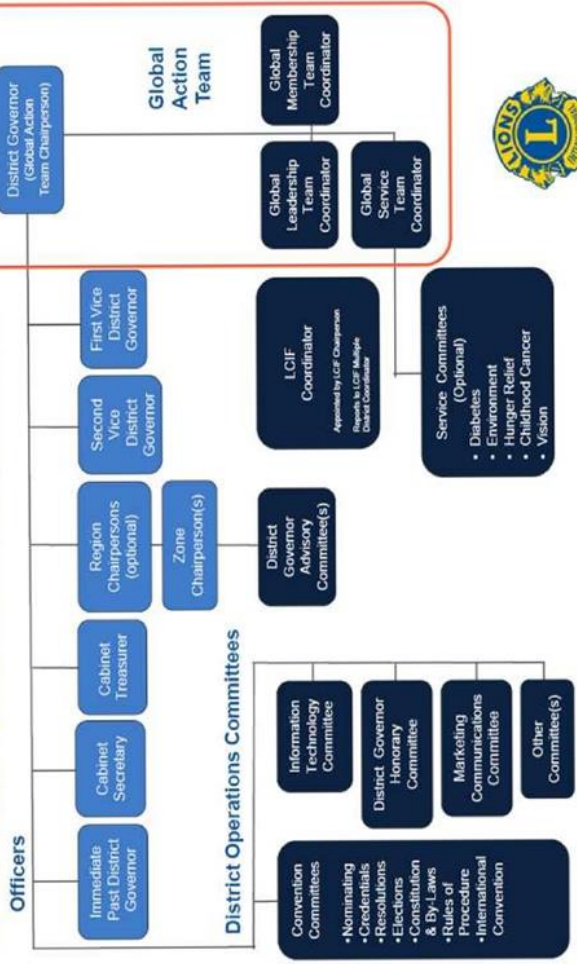 District Governor
(Global Action
Team Chairperson)
Global
Action
Team
Global
Leadership
Team
Coordinator
Global
Membership
Team
Coordinator
Global
Service
Team
Coordinator
Officers
Immediate
Past District
Governor
Cabinet
Secretary
Cabinet
Treasurer
Region
Chairpersons
(optional)
Second
Vice
District
Governor
First Vice
District
Governor
Zone
Chairperson(s)
District
Governor
Advisory
Committee(s)
LCIF
Coordinator
Appointed by LCIF Chairperson
Reports to LCIF Multiple
District Coordinator
Service Committees
(Optional)
• Diabetes
• Environment
• Hunger Relief
• Childhood Cancer
• Vision
District Operations Committees
Convention
Committees
• Nominating
• Credentials
• Resolutions
• Elections
• Constitution
& By-Laws
• Rules of
Procedure
• International
Convention
Information
Technology
Committee
District Governor
Honorary
Committee
Marketing
Communications
Committee
Other
Committee(s)
LIONS
L